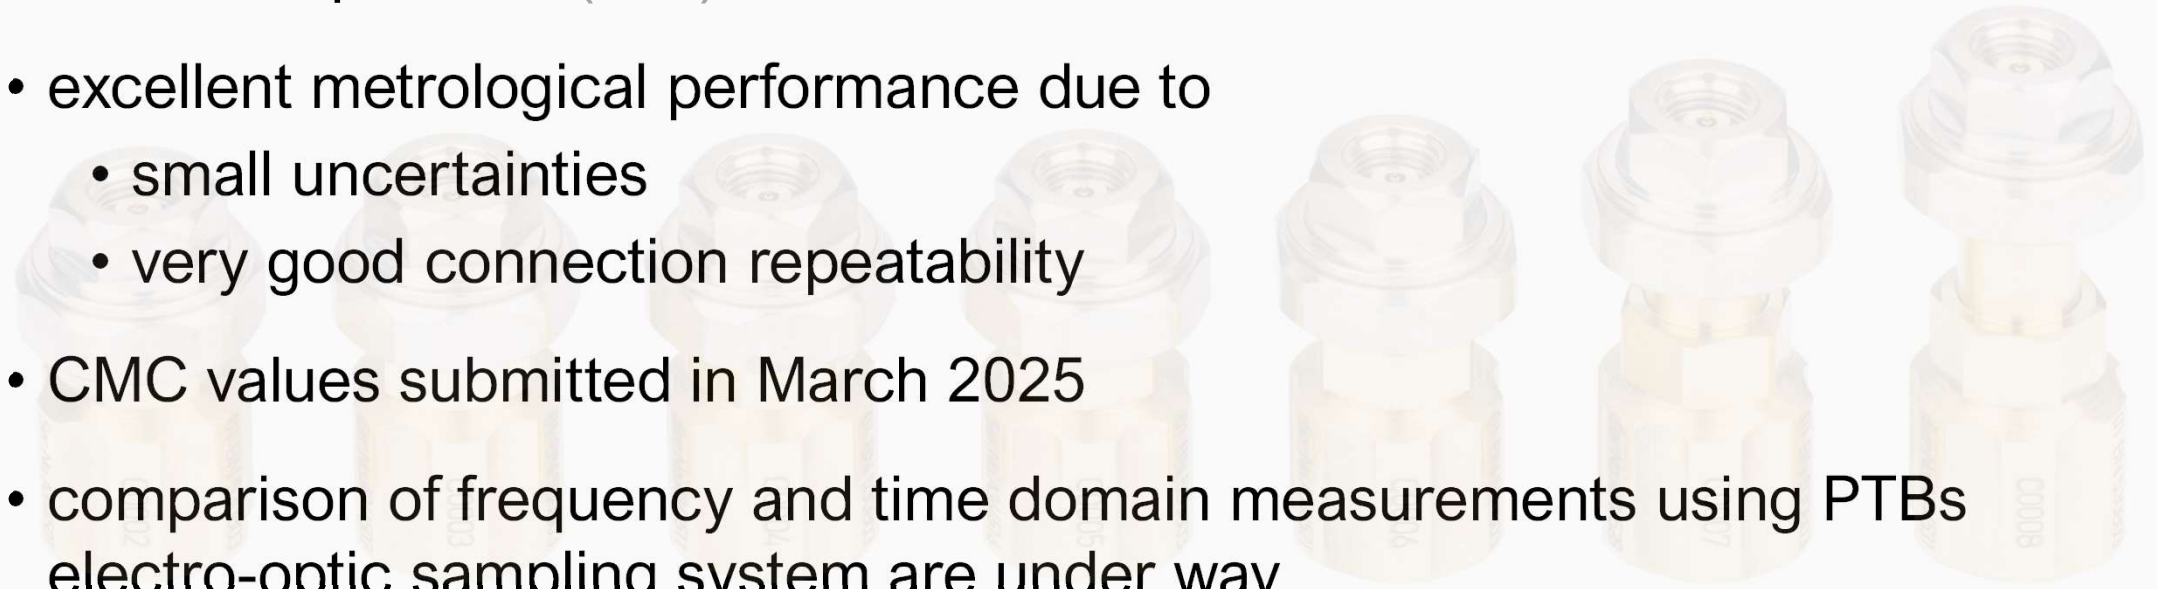 • excellent metrological performance due to
• small uncertainties
• very good connection repeatability
• CMC values submitted in March 2025
• comparison of frequency and time domain measurements using PTBs
electro-optic sampling system are under way